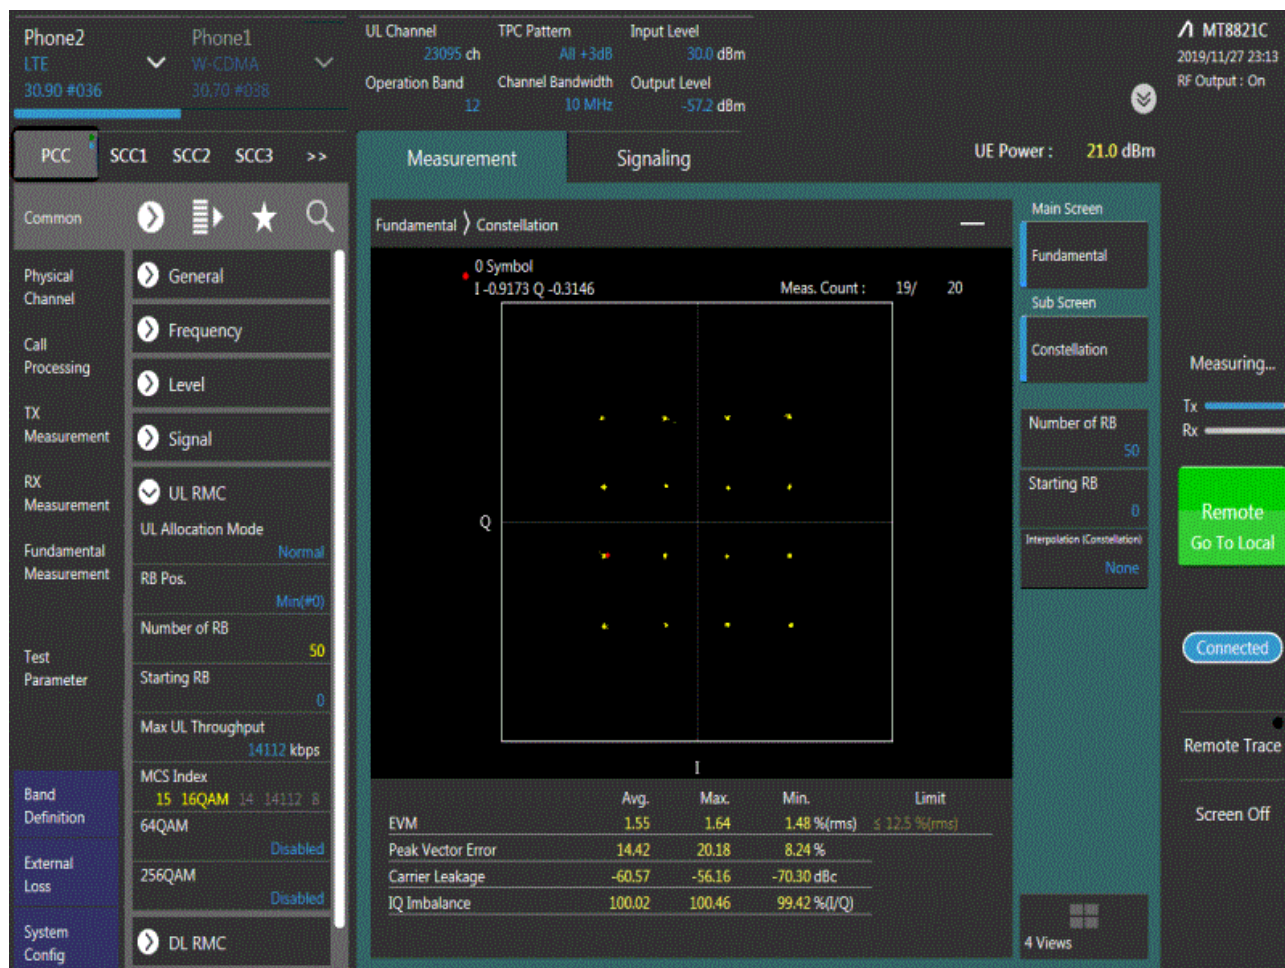 Phone2
LTE
30.90 #036
Phone1
W-CDMA
30.70 #038
UL Channel
23095 ch
TPC Pattern
All +3dB
Input Level
30.0 dBm
Operation Band
12
Channel Bandwidth
10 MHz
Output Level
-57.2 dBm
MT8821C
2019/11/27 23:13
RF Output : On
PCC SCC1 SCC2 SCC3 >>
Measurement
Signaling
UE Power : 21.0 dBm
Common
Physical
Channel
Call
Processing
TX
Measurement
RX
Measurement
Fundamental
Measurement
Test
Parameter
Band
Definition
External
Loss
System
Config
General
Frequency
Level
Signal
UL RMC
UL Allocation Mode
Normal
RB Pos.
Min(#0)
Number of RB
50
Starting RB
0
Max UL Throughput
14112 kbps
MCS Index
15 16QAM 14 14112 8
64QAM
Disabled
256QAM
Disabled
DL RMC
Fundamental 〉 Constellation
0 Symbol
I -0.9173 Q -0.3146
Meas. Count : 19/ 20
Q
I
Avg. Max. Min. Limit
EVM 1.55 1.64 1.48 %(rms) ≤ 12.5 %(rms)
Peak Vector Error 14.42 20.18 8.24 %
Carrier Leakage -60.57 -56.16 -70.30 dBc
IQ Imbalance 100.02 100.46 99.42 %(I/Q)
Main Screen
Fundamental
Sub Screen
Constellation
Number of RB
50
Starting RB
0
Interpolation (Constellation)
None
4 Views
Measuring...
Tx
Rx
Remote
Go To Local
Connected
Remote Trace
Screen Off